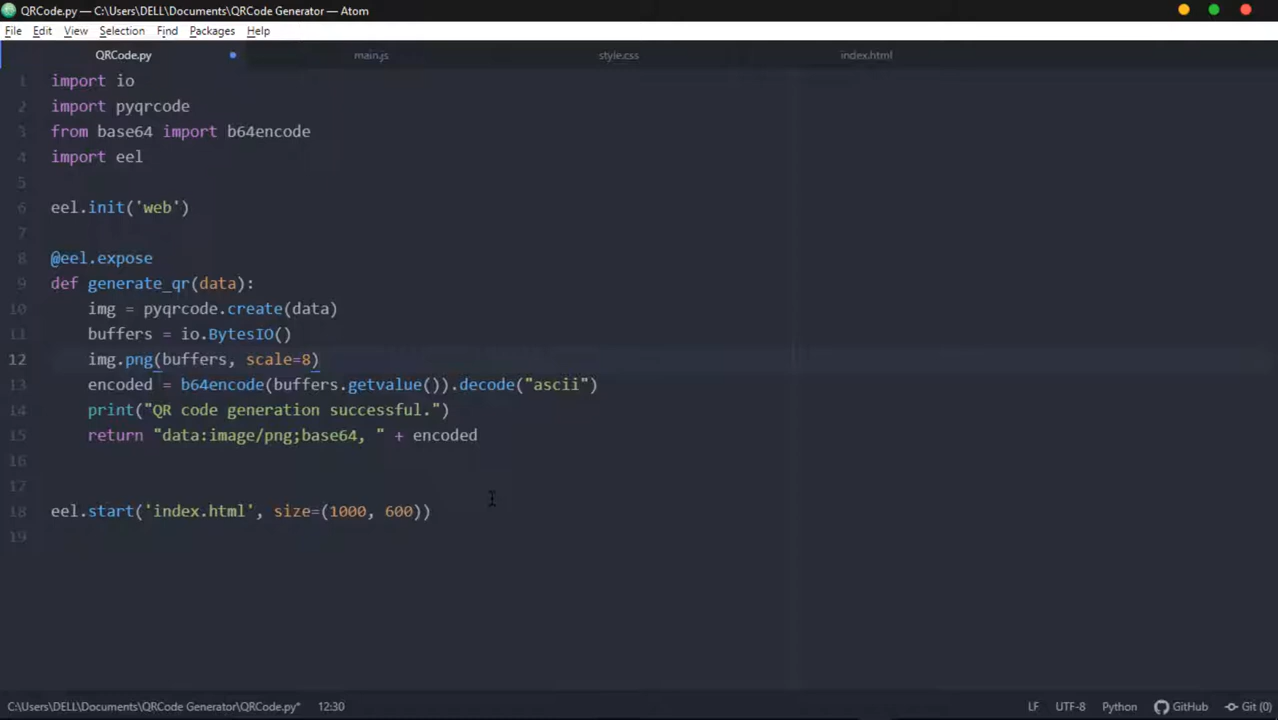 QRCode.py — C:\Users\DELL\Documents\QRCode Generator — Atom
File Edit View Selection Find Packages Help
QRCode.py main.js style.css index.html
1 import io
2 import pyqrcode
3 from base64 import b64encode
4 import eel
5
6 eel.init('web')
7
8 @eel.expose
9 def generate_qr(data):
10     img = pyqrcode.create(data)
11     buffers = io.BytesIO()
12     img.png(buffers, scale=8)
13     encoded = b64encode(buffers.getvalue()).decode("ascii")
14     print("QR code generation successful.")
15     return "data:image/png;base64, " + encoded
16
17
18 eel.start('index.html', size=(1000, 600))
19
C:\Users\DELL\Documents\QRCode Generator\QRCode.py* 12:30 LF UTF-8 Python GitHub Git (0)